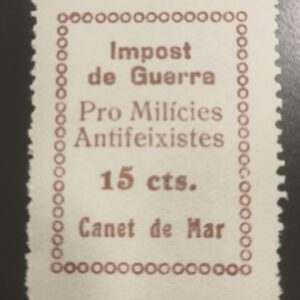 Impost
de Guerra
Pro Milícies
Antifeixistes
15 cts.
Canet de Mar